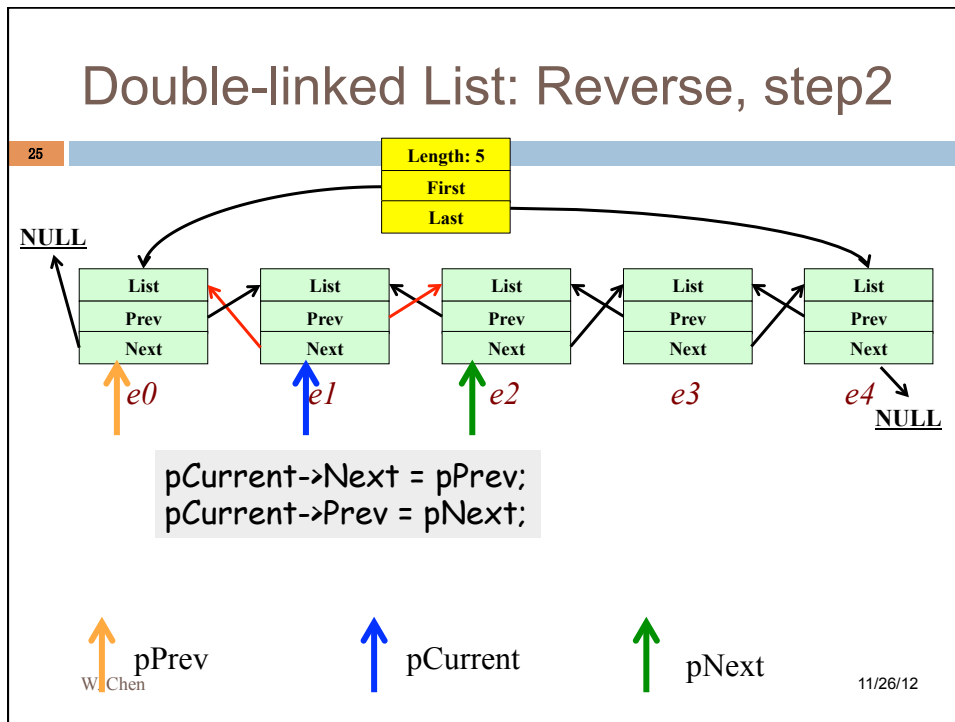 Double-linked List: Reverse, step2
25
Length: 5
First
Last
NULL
List
Prev
Next
List
Prev
Next
List
Prev
Next
List
Prev
Next
List
Prev
Next
e0
e1
e2
e3
e4
NULL
pCurrent->Next = pPrev;
pCurrent->Prev = pNext;
pPrev
pCurrent
pNext
W. Chen
11/26/12